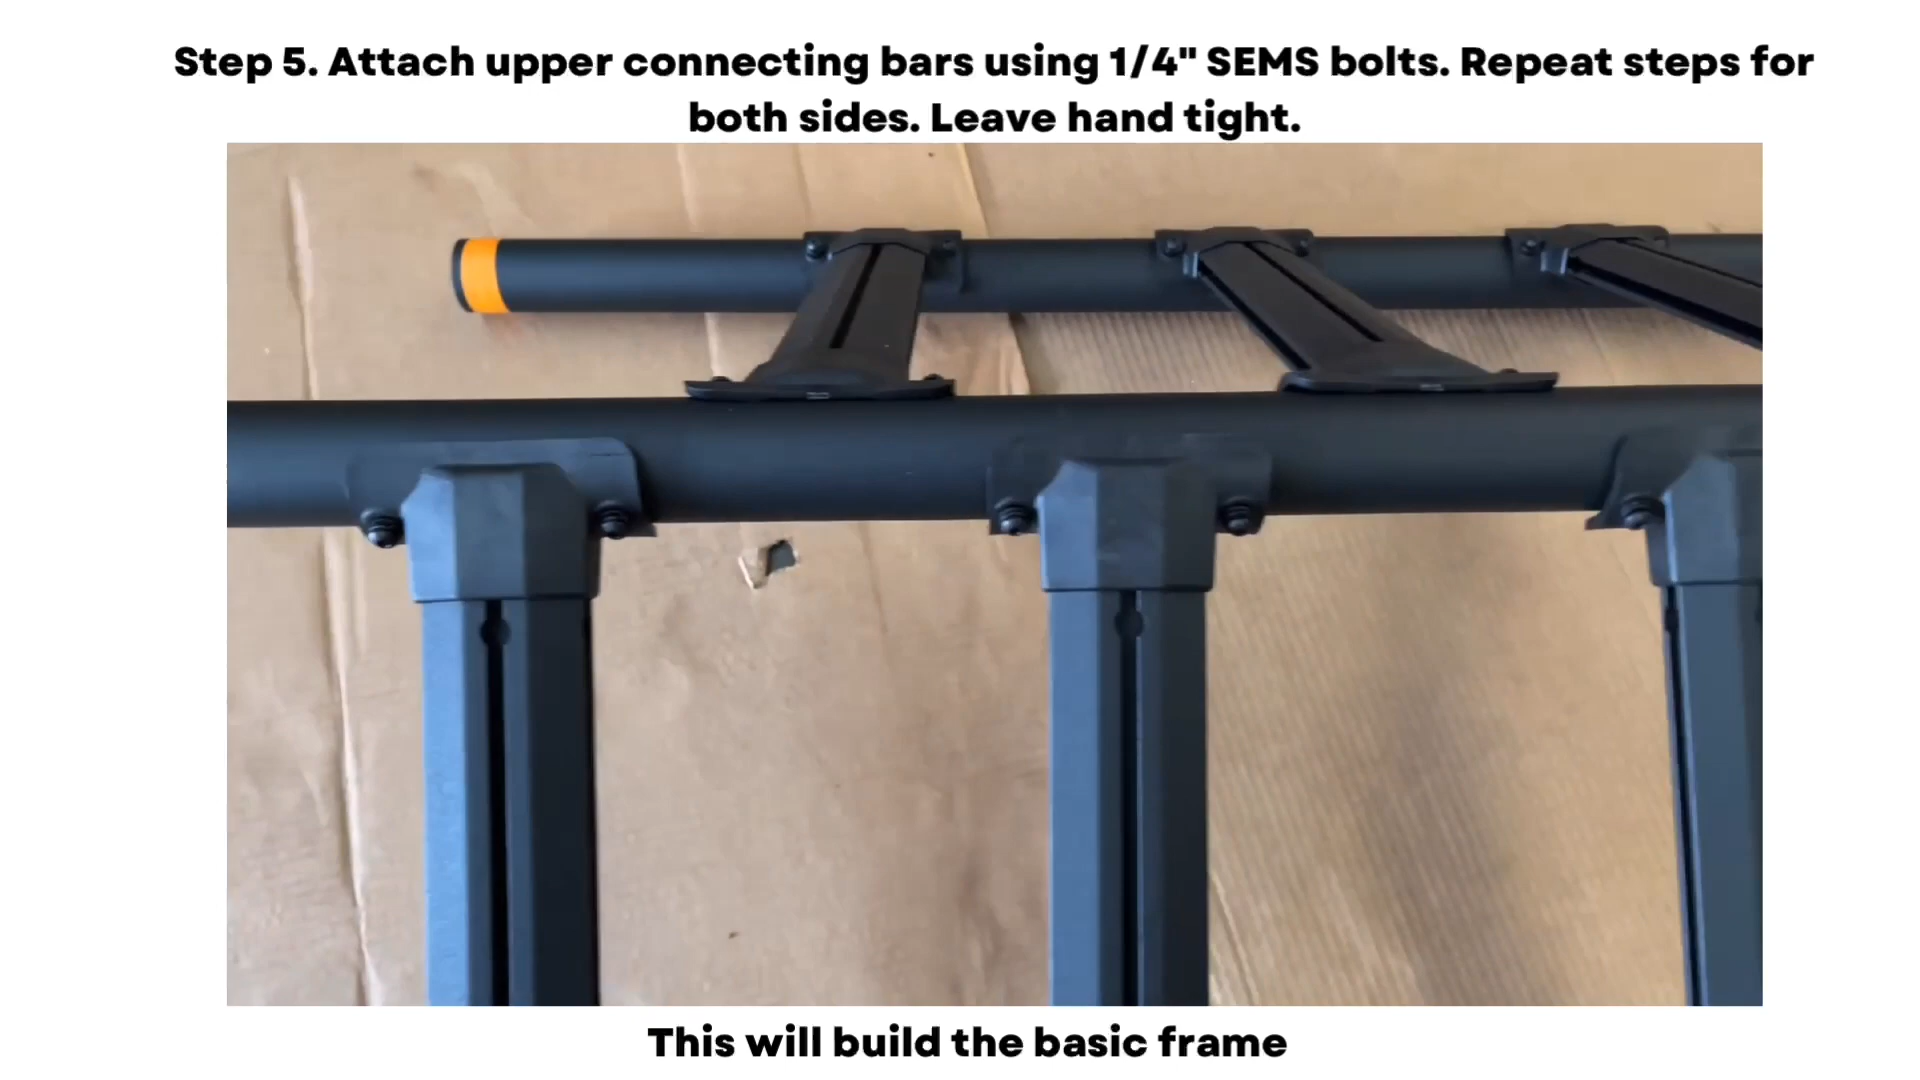 Step 5. Attach upper connecting bars using 1/4" SEMS bolts. Repeat steps for
both sides. Leave hand tight.
This will build the basic frame